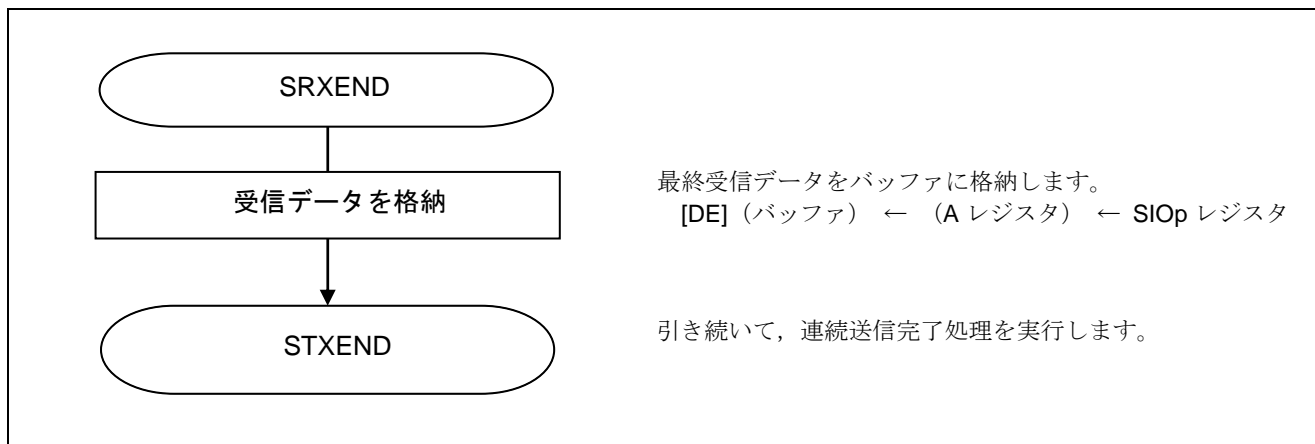 SRXEND
受信データを格納
最終受信データをバッファに格納します。
[DE]（バッファ） ← （A レジスタ） ← SIOp レジスタ
STXEND
引き続いて，連続送信完了処理を実行します。